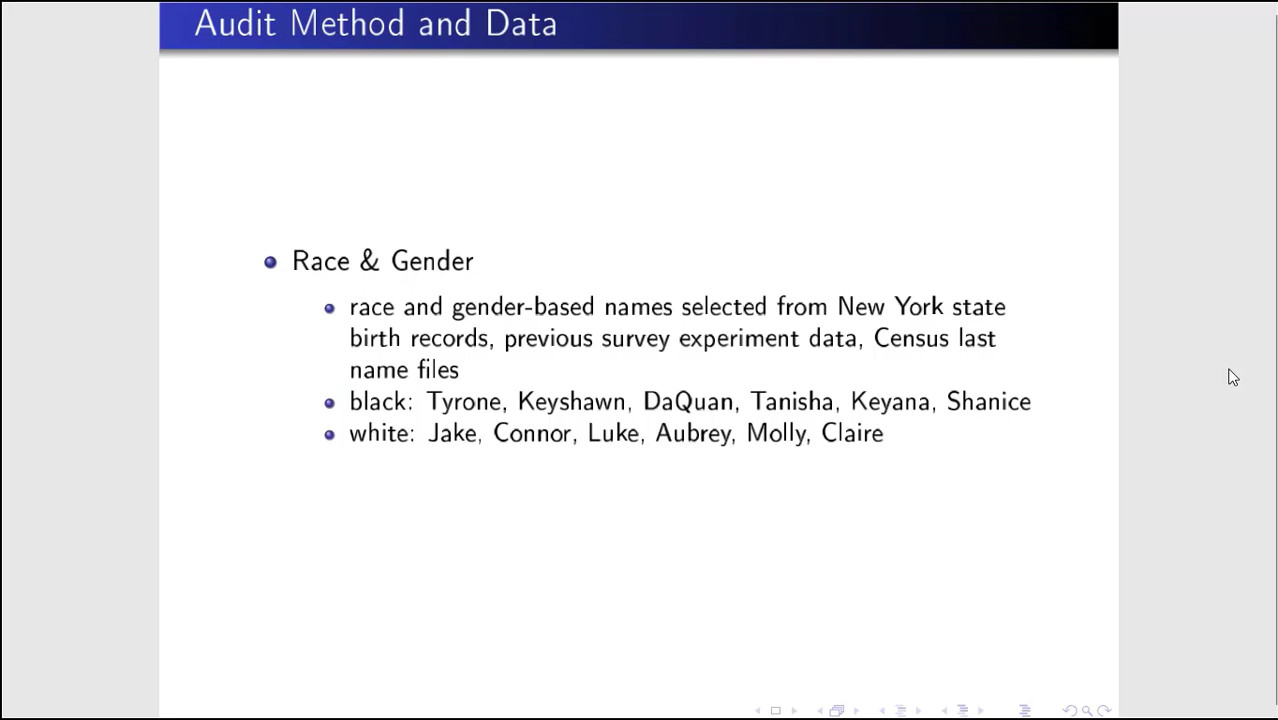 Audit Method and Data
Race & Gender
race and gender-based names selected from New York state
birth records, previous survey experiment data, Census last
name files
black: Tyrone, Keyshawn, DaQuan, Tanisha, Keyana, Shanice
white: Jake, Connor, Luke, Aubrey, Molly, Claire